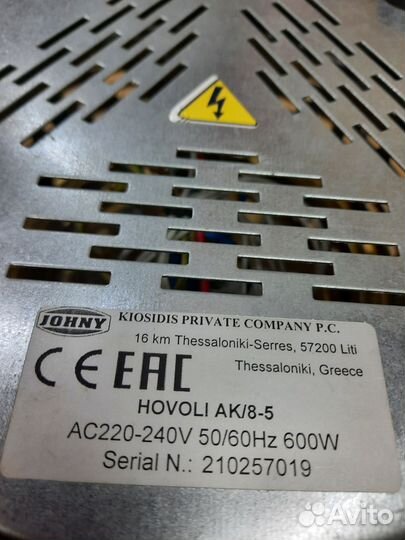 JOHNY
KIOSIDIS PRIVATE COMPANY P.C.
16 km Thessaloniki-Serres, 57200 Liti
Thessaloniki, Greece
CE EAC
HOVOLI AK/8-5
AC220-240V 50/60Hz 600W
Serial N.: 210257019
Avito